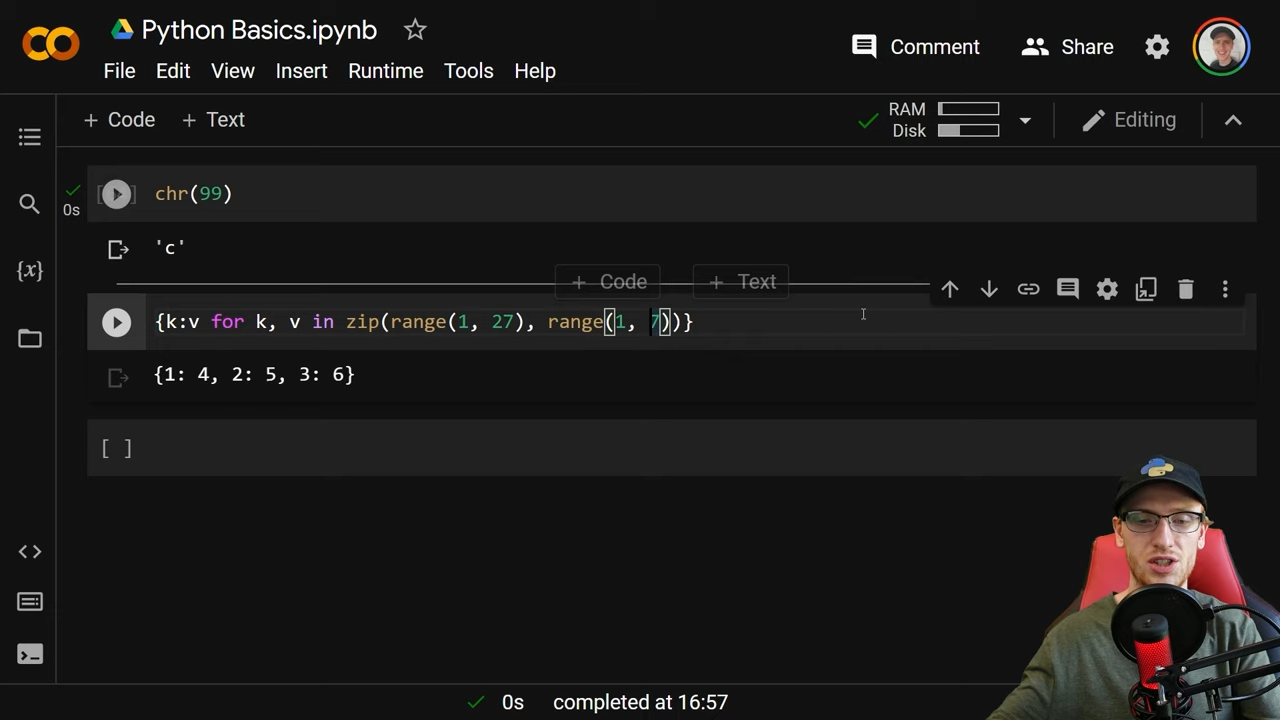 Python Basics.ipynb
Comment
Share
File Edit View Insert Runtime Tools Help
+ Code + Text
RAM
Disk
Editing
chr(99)
0s
'c'
+ Code + Text
{x}
{k:v for k, v in zip(range(1, 27), range(1, 7))}
{1: 4, 2: 5, 3: 6}
[ ]
0s completed at 16:57